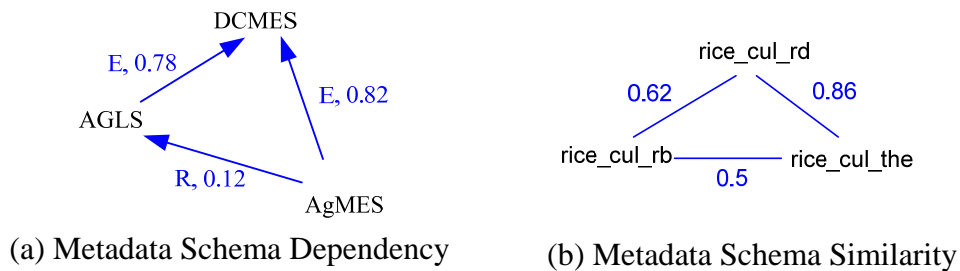 DCMES
E, 0.78
E, 0.82
AGLS
R, 0.12
AgMES
(a) Metadata Schema Dependency
rice_cul_rd
0.62
0.86
rice_cul_rb
rice_cul_the
0.5
(b) Metadata Schema Similarity